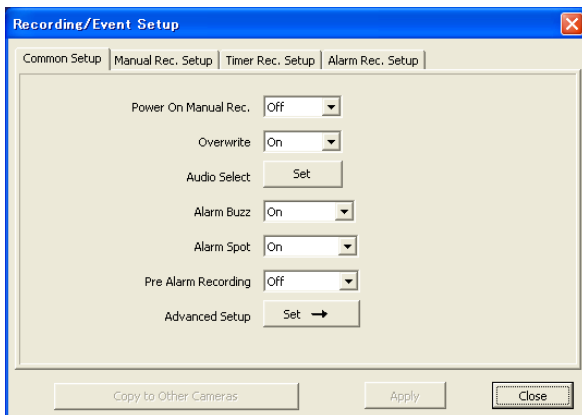 Recording/Event Setup
Common Setup Manual Rec. Setup Timer Rec. Setup Alarm Rec. Setup
Power On Manual Rec. Off
Overwrite On
Audio Select Set
Alarm Buzz On
Alarm Spot On
Pre Alarm Recording Off
Advanced Setup Set →
Copy to Other Cameras Apply Close